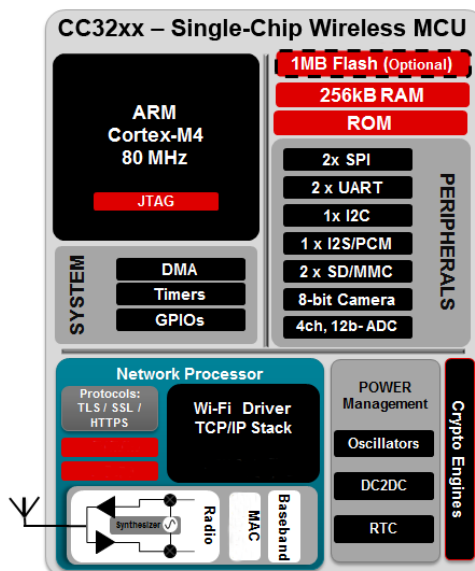 CC32xx – Single-Chip Wireless MCU
ARM
Cortex-M4
80 MHz
JTAG
1MB Flash (Optional)
256kB RAM
ROM
SYSTEM
DMA
Timers
GPIOs
PERIPHERALS
2x SPI
2 x UART
1x I2C
1 x I2S/PCM
2 x SD/MMC
8-bit Camera
4ch, 12b- ADC
Network Processor
Protocols:
TLS / SSL /
HTTPS
Wi-Fi Driver
TCP/IP Stack
Synthesizer
Radio
MAC
Baseband
POWER
Management
Oscillators
DC2DC
RTC
Crypto Engines